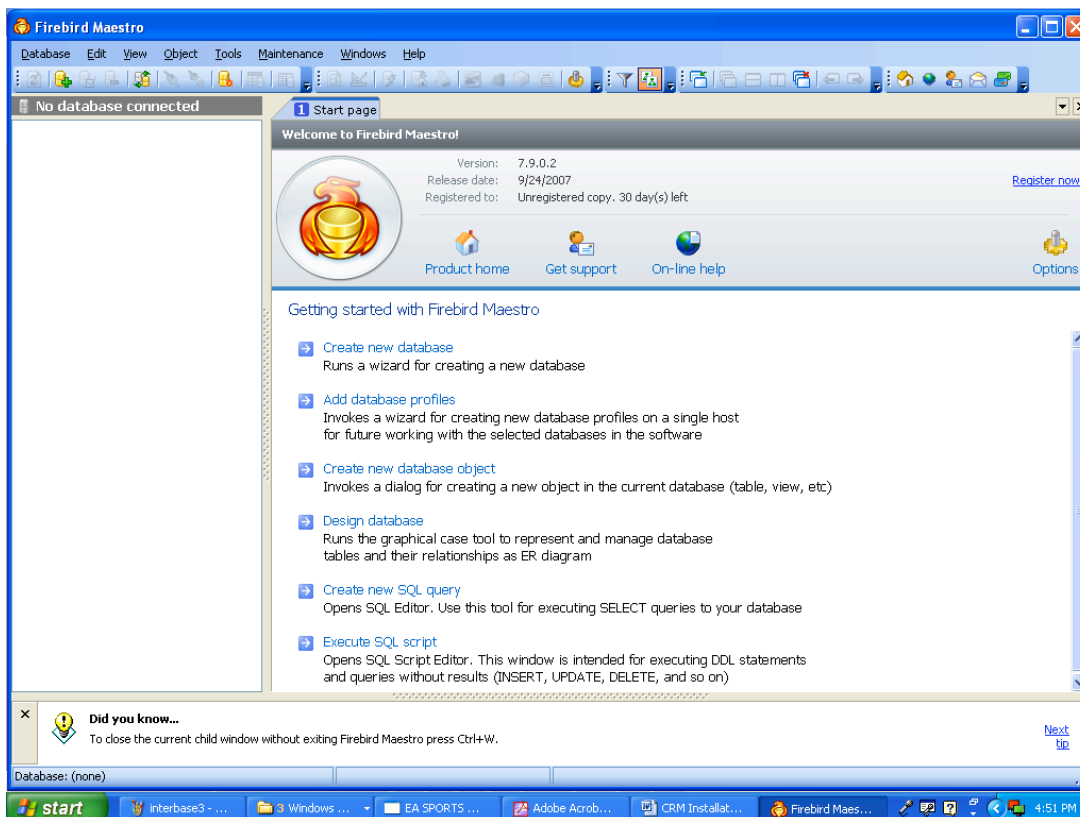 Firebird Maestro
Database Edit View Object Tools Maintenance Windows Help
No database connected
1 Start page
Welcome to Firebird Maestro!
Version: 7.9.0.2
Release date: 9/24/2007
Register now
Registered to: Unregistered copy. 30 day(s) left
Product home Get support On-line help Options
Getting started with Firebird Maestro
Create new database
Runs a wizard for creating a new database
Add database profiles
Invokes a wizard for creating new database profiles on a single host
for future working with the selected databases in the software
Create new database object
Invokes a dialog for creating a new object in the current database (table, view, etc)
Design database
Runs the graphical case tool to represent and manage database
tables and their relationships as ER diagram
Create new SQL query
Opens SQL Editor. Use this tool for executing SELECT queries to your database
Execute SQL script
Opens SQL Script Editor. This window is intended for executing DDL statements
and queries without results (INSERT, UPDATE, DELETE, and so on)
Did you know...
To close the current child window without exiting Firebird Maestro press Ctrl+W.
Next
tip
Database: (none)
start interbase3 - ... 3 Windows ... EA SPORTS ... Adobe Acrob... CRM Installat... Firebird Maes... 4:51 PM